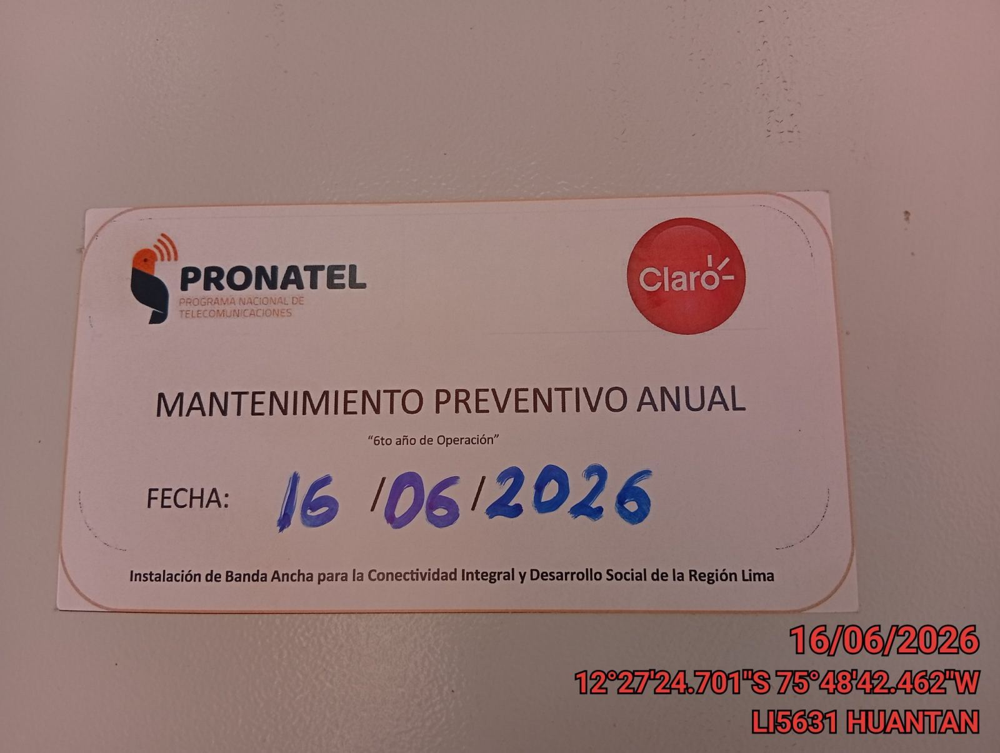 PRONATEL
PROGRAMA NACIONAL DE
TELECOMUNICACIONES
Claro
MANTENIMIENTO PREVENTIVO ANUAL
“6to año de Operación”
FECHA: 16 / 06 / 2026
Instalación de Banda Ancha para la Conectividad Integral y Desarrollo Social de la Región Lima
16/06/2026
12°27'24.701"S 75°48'42.462"W
LI5631 HUANTAN